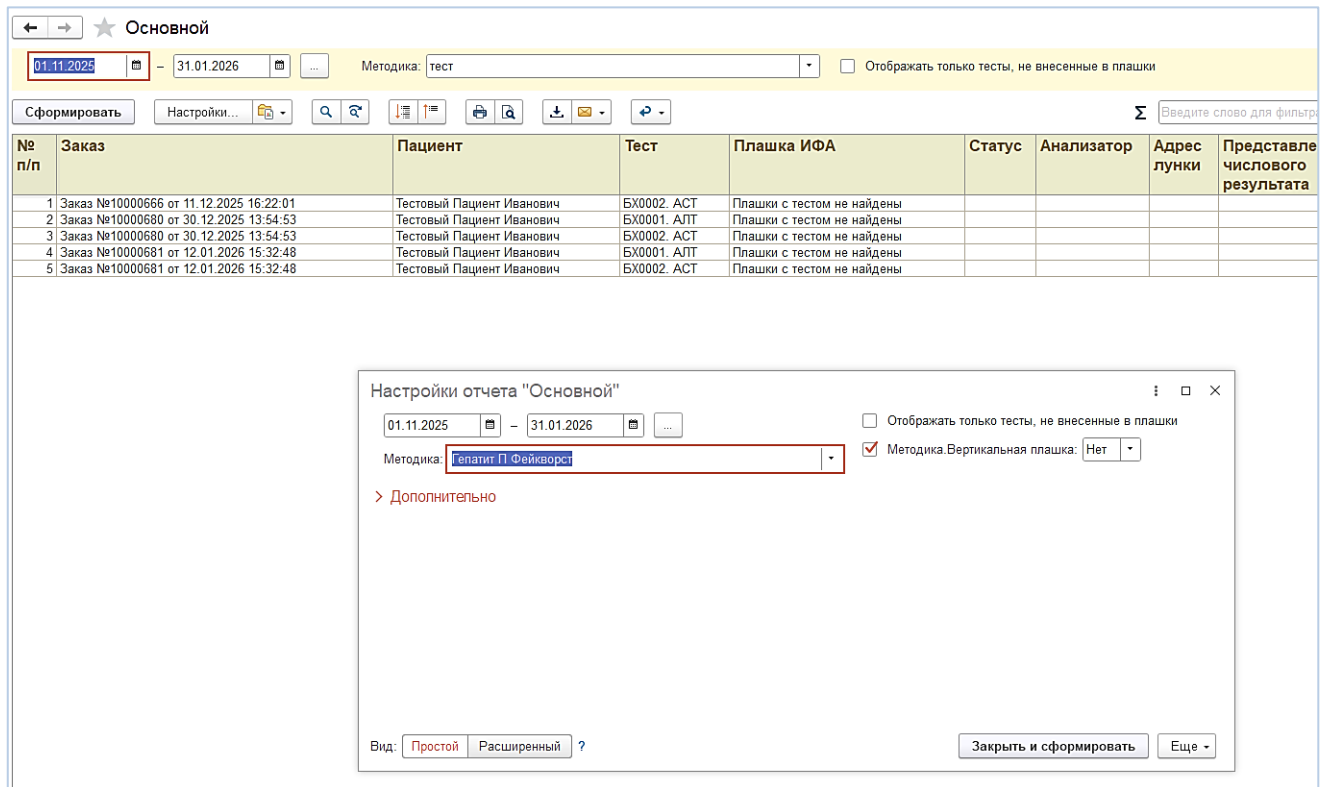 Основной
01.11.2025 – 31.01.2026 ... Методика: тест Отображать только тесты, не внесенные в плашки
Сформировать Настройки... Σ Введите слово для фильтра
№ п/п Заказ Пациент Тест Плашка ИФА Статус Анализатор Адрес лунки Представле числового результата
1 Заказ №10000666 от 11.12.2025 16:22:01 Тестовый Пациент Иванович БХ0002. АСТ Плашки с тестом не найдены
2 Заказ №10000680 от 30.12.2025 13:54:53 Тестовый Пациент Иванович БХ0001. АЛТ Плашки с тестом не найдены
3 Заказ №10000680 от 30.12.2025 13:54:53 Тестовый Пациент Иванович БХ0002. АСТ Плашки с тестом не найдены
4 Заказ №10000681 от 12.01.2026 15:32:48 Тестовый Пациент Иванович БХ0001. АЛТ Плашки с тестом не найдены
5 Заказ №10000681 от 12.01.2026 15:32:48 Тестовый Пациент Иванович БХ0002. АСТ Плашки с тестом не найдены
Настройки отчета "Основной"
01.11.2025 – 31.01.2026 ... Отображать только тесты, не внесенные в плашки
Методика: Гепатит П Фейкворст Методика.Вертикальная плашка: Нет
Дополнительно
Вид: Простой Расширенный ? Закрыть и сформировать Еще